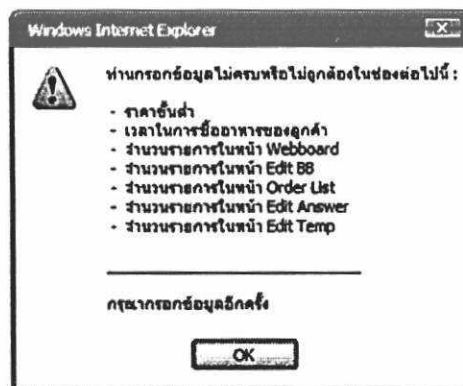 Windows Internet Explorer
ท่านกรอกข้อมูลไม่ครบหรือไม่ถูกต้องในช่องต่อไปนี้ :
- ราคาขั้นต่ำ
- เวลาในการซื้ออาหารของลูกค้า
- จำนวนรายการในหน้า Webboard
- จำนวนรายการในหน้า Edit BB
- จำนวนรายการในหน้า Order List
- จำนวนรายการในหน้า Edit Answer
- จำนวนรายการในหน้า Edit Temp
กรุณากรอกข้อมูลอีกครั้ง
OK